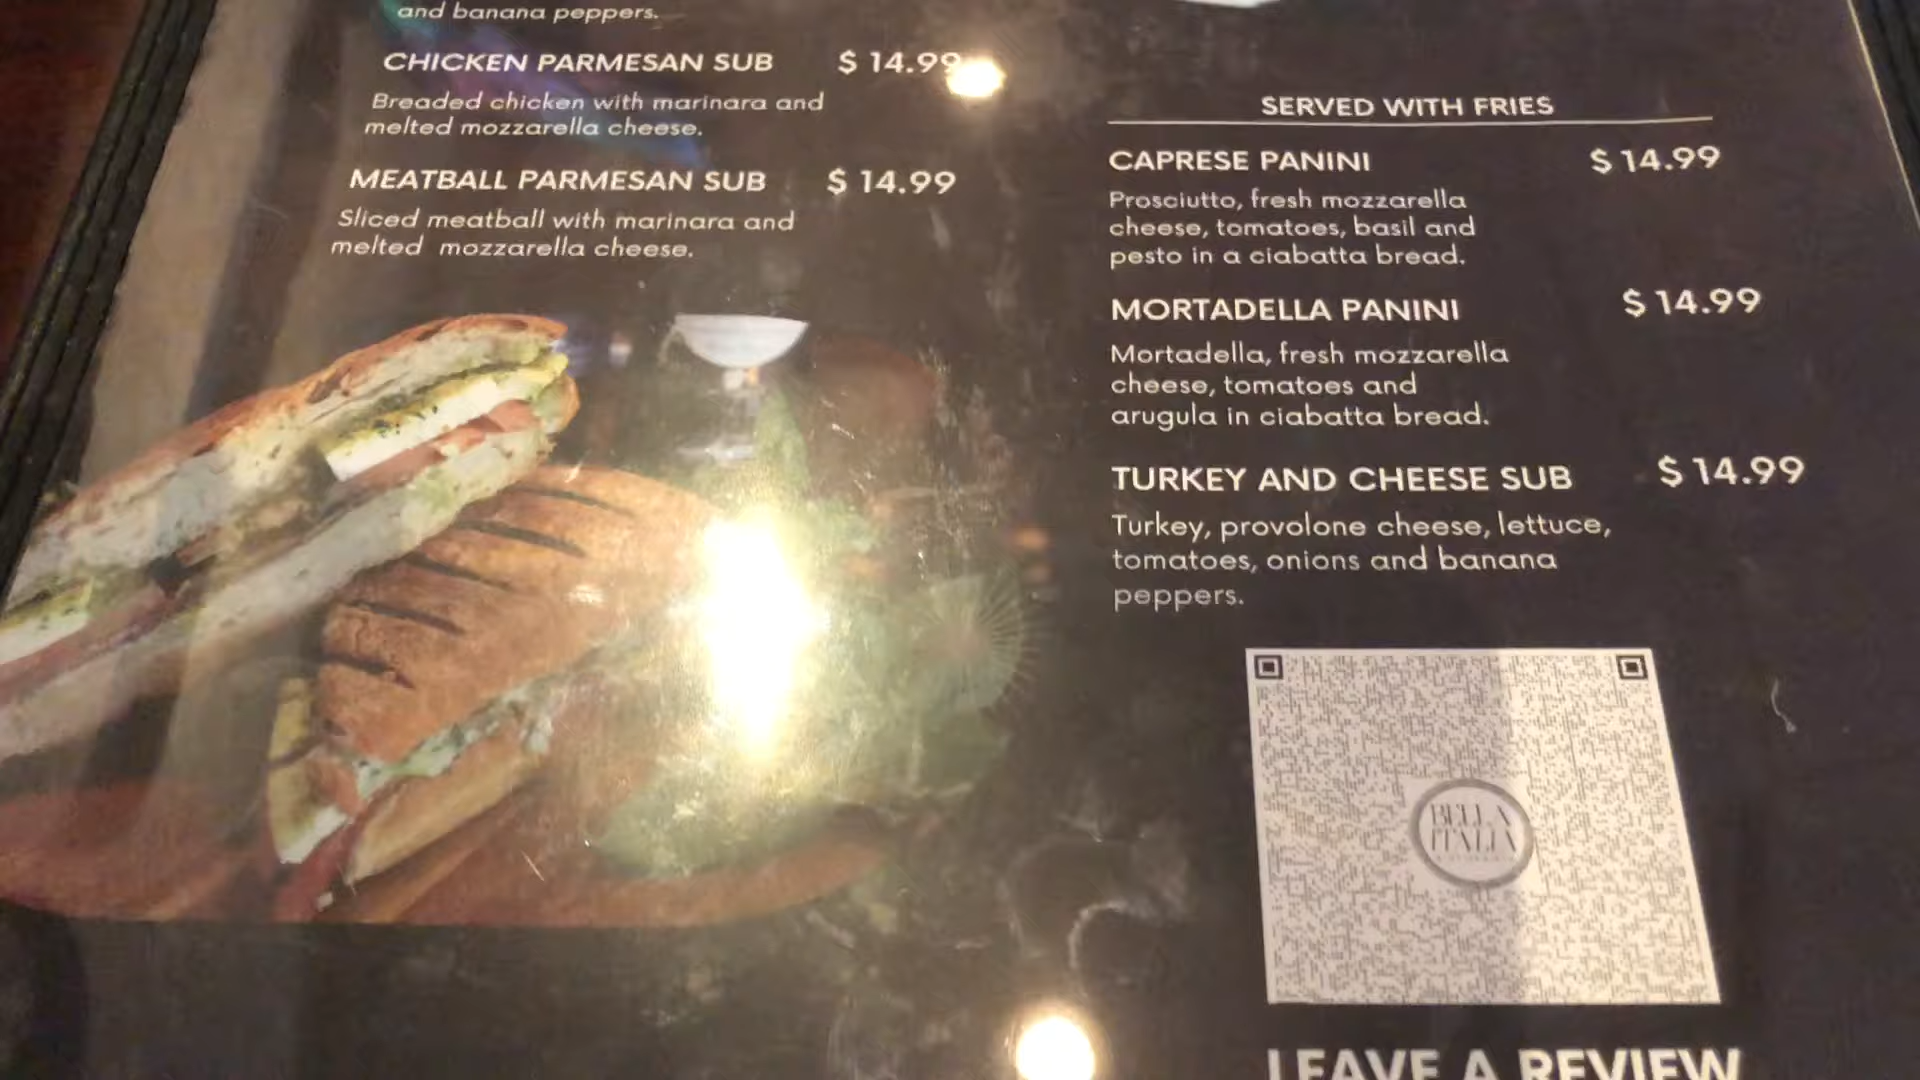 and banana peppers.
CHICKEN PARMESAN SUB $ 14.99
Breaded chicken with marinara and
melted mozzarella cheese.
MEATBALL PARMESAN SUB $ 14.99
Sliced meatball with marinara and
melted mozzarella cheese.
SERVED WITH FRIES
CAPRESE PANINI $ 14.99
Prosciutto, fresh mozzarella
cheese, tomatoes, basil and
pesto in a ciabatta bread.
MORTADELLA PANINI $ 14.99
Mortadella, fresh mozzarella
cheese, tomatoes and
arugula in ciabatta bread.
TURKEY AND CHEESE SUB $ 14.99
Turkey, provolone cheese, lettuce,
tomatoes, onions and banana
peppers.
BELLA
ITALIA
LEAVE A REVIEW